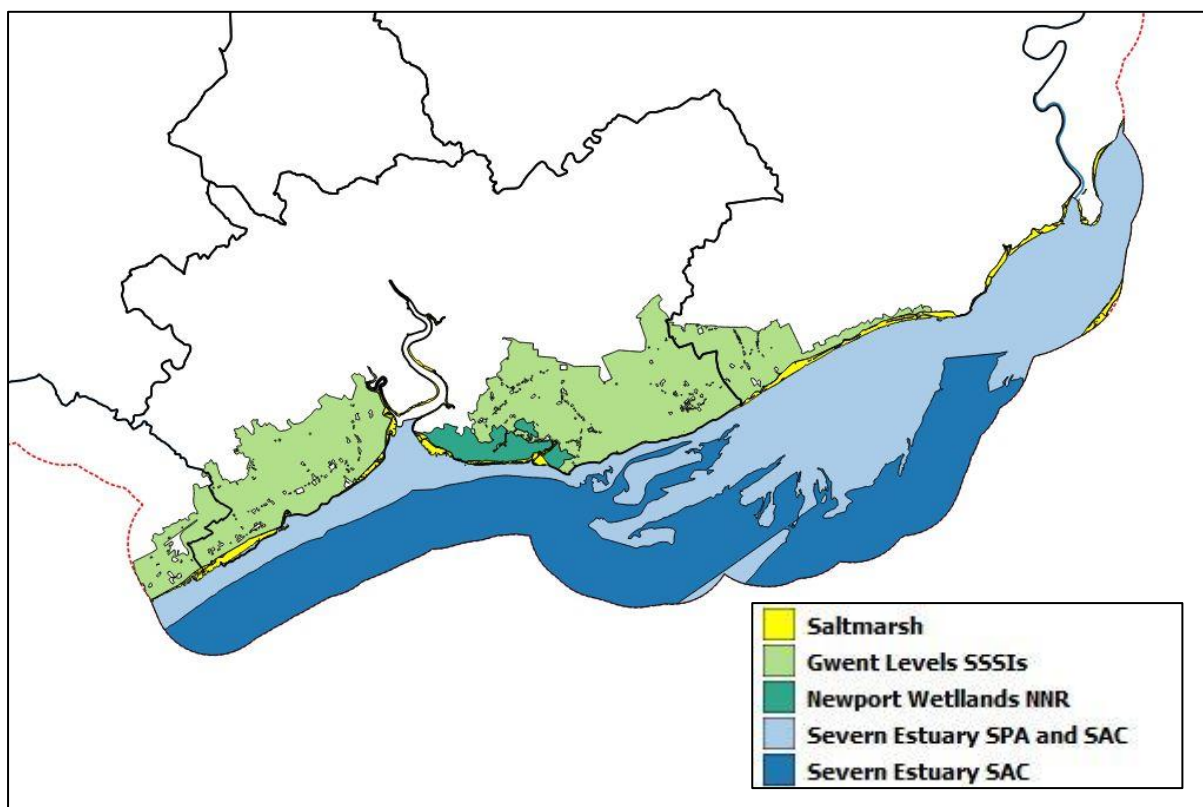 Saltmarsh
Gwent Levels SSSIs
Newport Wetllands NNR
Severn Estuary SPA and SAC
Severn Estuary SAC